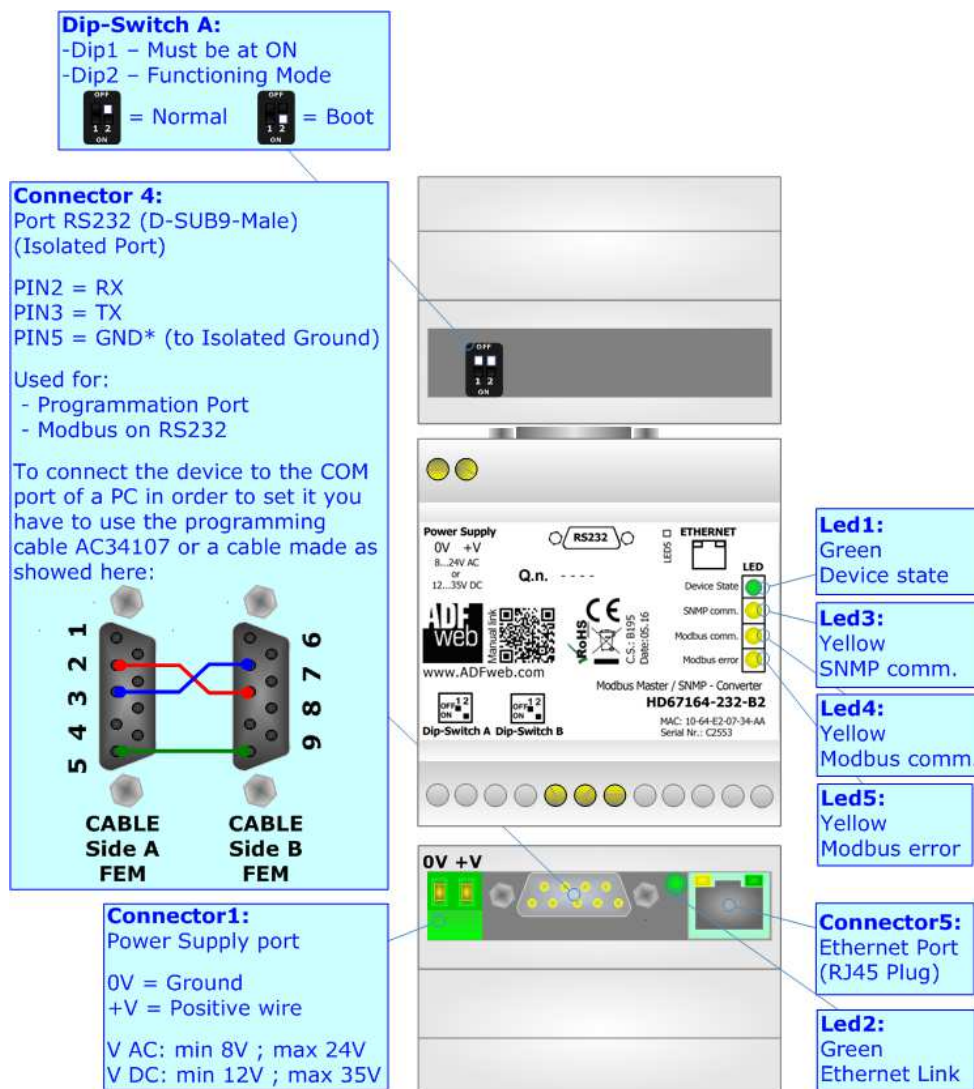 Dip-Switch A:
-Dip1 – Must be at ON
-Dip2 – Functioning Mode
OFF
1 2
ON
= Normal
OFF
1 2
ON
= Boot
Connector 4:
Port RS232 (D-SUB9-Male)
(Isolated Port)
PIN2 = RX
PIN3 = TX
PIN5 = GND* (to Isolated Ground)
Used for:
- Programmation Port
- Modbus on RS232
To connect the device to the COM
port of a PC in order to set it you
have to use the programming
cable AC34107 or a cable made as
showed here:
1
2
3
4
5
6
7
8
9
CABLE
Side A
FEM
CABLE
Side B
FEM
OFF
1 2
ON
Power Supply
0V +V
8...24V AC
or
12...35V DC
RS232
LED5
ETHERNET
LED
Q.n. ----
Device State
SNMP comm.
Modbus comm.
Modbus error
ADF
web
Manual link
RoHS
CE
C.S.: B195
Date:05.16
www.ADFweb.com
Modbus Master / SNMP - Converter
HD67164-232-B2
MAC: 10-64-E2-07-34-AA
Serial Nr.: C2553
OFF 1 2
ON
Dip-Switch A
OFF 1 2
ON
Dip-Switch B
Led1:
Green
Device state
Led3:
Yellow
SNMP comm.
Led4:
Yellow
Modbus comm.
Led5:
Yellow
Modbus error
0V +V
Connector1:
Power Supply port
0V = Ground
+V = Positive wire
V AC: min 8V ; max 24V
V DC: min 12V ; max 35V
Connector5:
Ethernet Port
(RJ45 Plug)
Led2:
Green
Ethernet Link